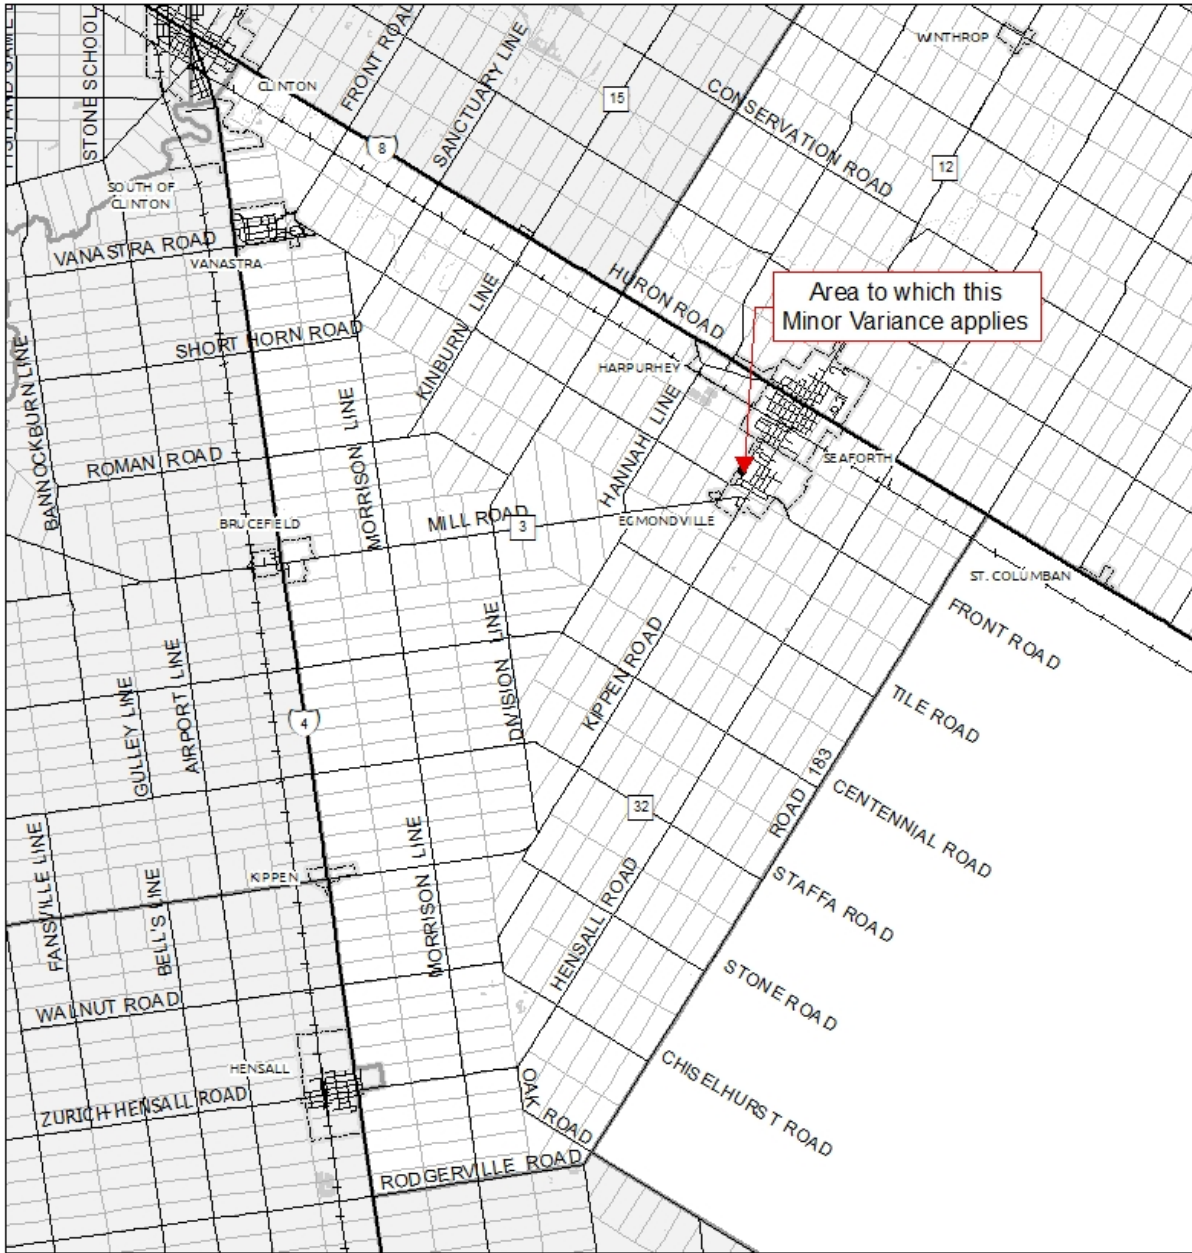 WINTHROP
STONE SCHOOL
CLINTON
SANCTUARY LINE
15
CONSERVATION ROAD
8
12
SOUTH OF
CLINTON
VANASTRA ROAD
VANASTRA
HURON ROAD
Area to which this
Minor Variance applies
SHORT HORN ROAD
KINBURN LINE
HARPURHEY
BANNOCKBURN LINE
MORRISON LINE
HANNAH LINE
ROMAN ROAD
SEAFORTH
BRUCEFIELD
MILL ROAD
3
EGMONDVILLE
ST. COLUMBAN
FRONT ROAD
DIVISION LINE
KIPPEN ROAD
GULLEY LINE
AIRPORT LINE
TILE ROAD
4
ROAD 183
CENTENNIAL ROAD
32
FANSVILLE LINE
BELL'S LINE
KIPPEN
MORRISON LINE
HENSALL ROAD
STAFFA ROAD
WALNUT ROAD
STONE ROAD
HENSALL
ZURICH-HENSALL ROAD
OAK ROAD
CHISELHURST ROAD
RODGERVILLE ROAD